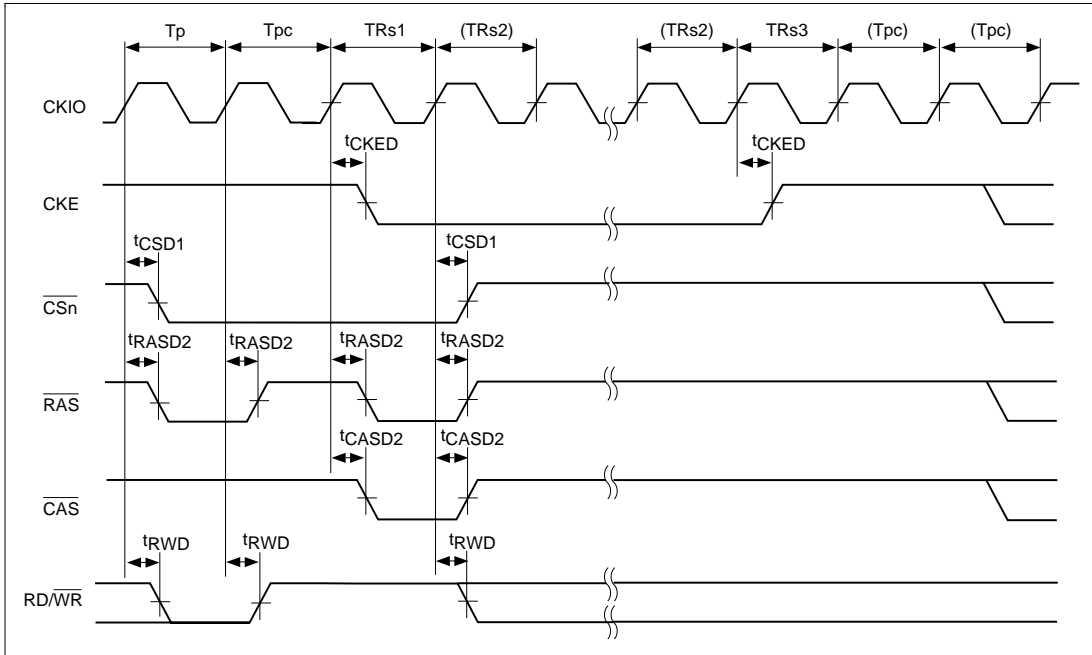 Tp Tpc TRs1 (TRs2) (TRs2) TRs3 (Tpc) (Tpc)
CKIO
tCKED tCKED
CKE
tCSD1 tCSD1
CSn
tRASD2 tRASD2 tRASD2 tRASD2
RAS
tCASD2 tCASD2
CAS
tRWD tRWD tRWD
RD/WR